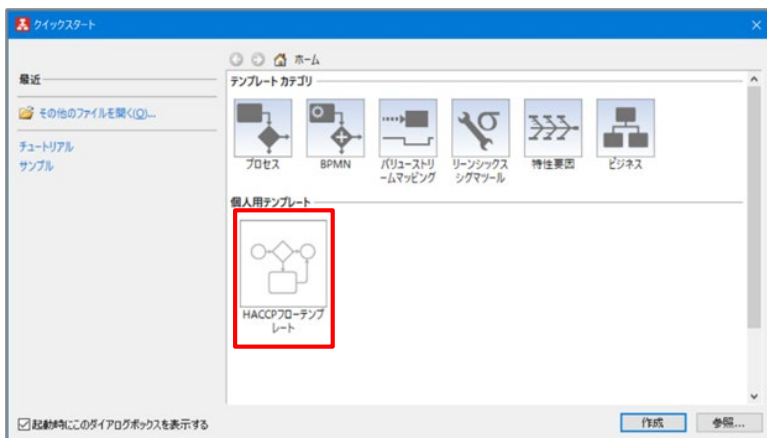 クイックスタート
ホーム
最近
その他のファイルを開く(O)...
チュートリアル
サンプル
テンプレート カテゴリ
プロセス
BPMN
バリューストリ
ームマッピング
リーンシックス
シグマツール
特性要因
ビジネス
個人用テンプレート
HACCPフローテンプ
レート
起動時にこのダイアログボックスを表示する
作成
参照...